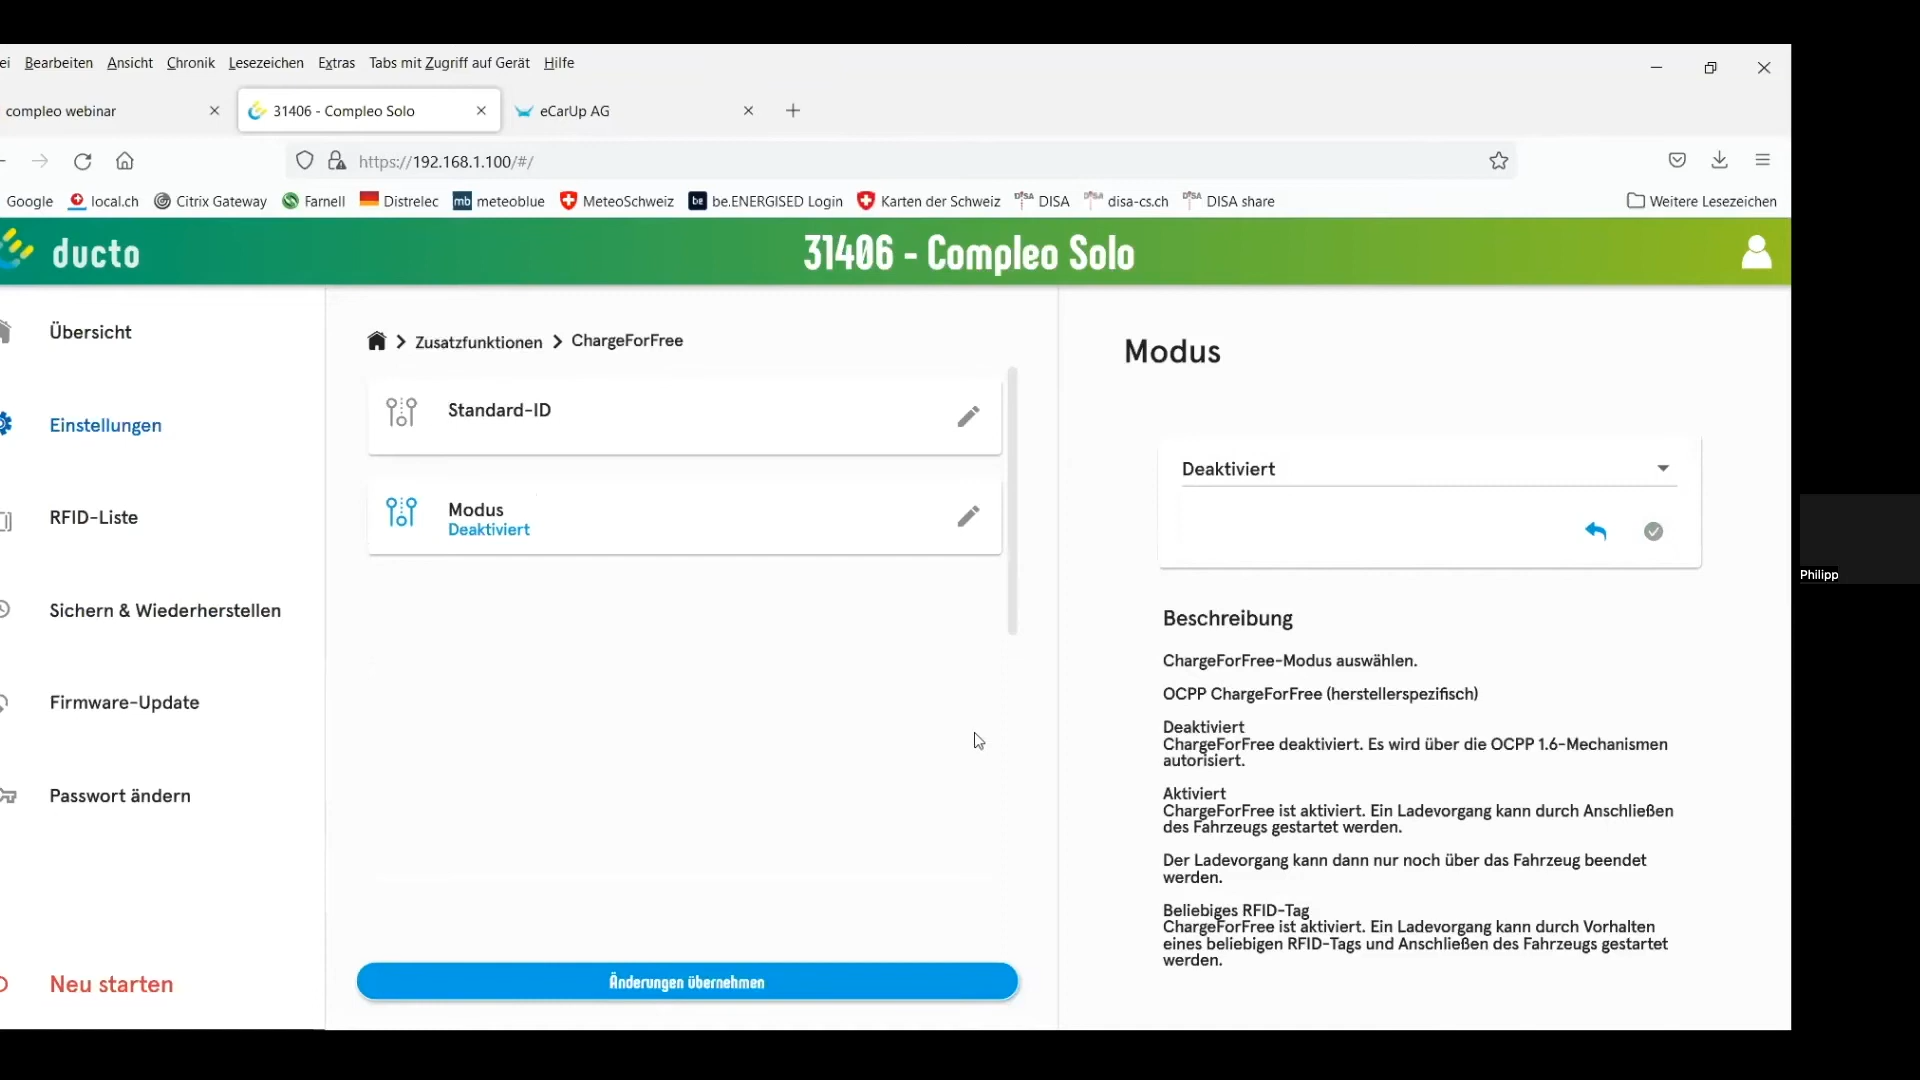 ei Bearbeiten Ansicht Chronik Lesezeichen Extras Tabs mit Zugriff auf Gerät Hilfe
compleo webinar
31406 - Compleo Solo
eCarUp AG
https://192.168.1.100/#/
Google local.ch Citrix Gateway Farnell Distrelec mb meteoblue MeteoSchweiz be be.ENERGISED Login Karten der Schweiz DISA DISA DISA disa-cs.ch DISA DISA share Weitere Lesezeichen
ducto
31406 - Compleo Solo
Übersicht
Einstellungen
RFID-Liste
Sichern & Wiederherstellen
Firmware-Update
Passwort ändern
Neu starten
Zusatzfunktionen
ChargeForFree
Standard-ID
Modus
Deaktiviert
Änderungen übernehmen
Modus
Deaktiviert
Beschreibung
ChargeForFree-Modus auswählen.
OCPP ChargeForFree (herstellerspezifisch)
Deaktiviert
ChargeForFree deaktiviert. Es wird über die OCPP 1.6-Mechanismen
autorisiert.
Aktiviert
ChargeForFree ist aktiviert. Ein Ladevorgang kann durch Anschließen
des Fahrzeugs gestartet werden.
Der Ladevorgang kann dann nur noch über das Fahrzeug beendet
werden.
Beliebiges RFID-Tag
ChargeForFree ist aktiviert. Ein Ladevorgang kann durch Vorhalten
eines beliebigen RFID-Tags und Anschließen des Fahrzeugs gestartet
werden.
Philipp